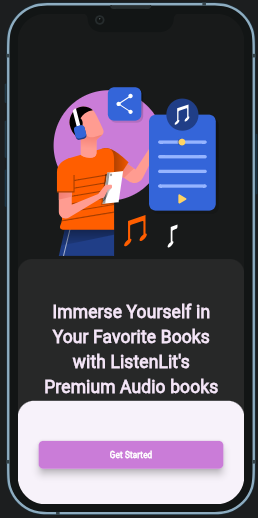 Immerse Yourself in
Your Favorite Books
with ListenLit's
Premium Audio books
Get Started